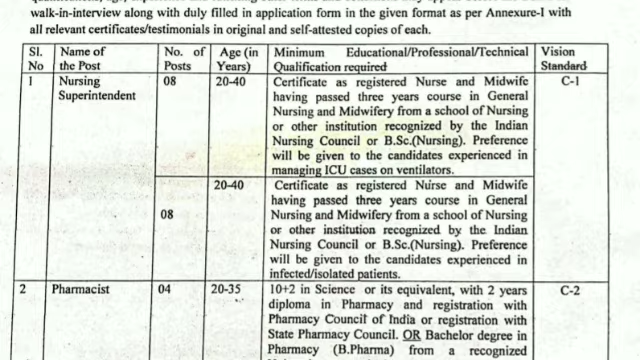 walk-in-interview along with duly filled in application form in the given format as per Annexure-I with
all relevant certificates/testimonials in original and self-attested copies of each.
Sl. No
Name of the Post
No. of Posts
Age (in Years)
Minimum Educational/Professional/Technical
Qualification required
Vision Standard
1
Nursing
Superintendent
08
20-40
Certificate as registered Nurse and Midwife
having passed three years course in General
Nursing and Midwifery from a school of Nursing
or other institution recognized by the Indian
Nursing Council or B.Sc.(Nursing). Preference
will be given to the candidates experienced in
managing ICU cases on ventilators.
C-1
08
20-40
Certificate as registered Nurse and Midwife
having passed three years course in General
Nursing and Midwifery from a school of Nursing
or other institution recognized by the Indian
Nursing Council or B.Sc.(Nursing). Preference
will be given to the candidates experienced in
infected/isolated patients.
2
Pharmacist
04
20-35
10+2 in Science or its equivalent, with 2 years
diploma in Pharmacy and registration with
Pharmacy Council of India or registration with
State Pharmacy Council. OR Bachelor degree in
Pharmacy (B.Pharma) from a recognized
C-2